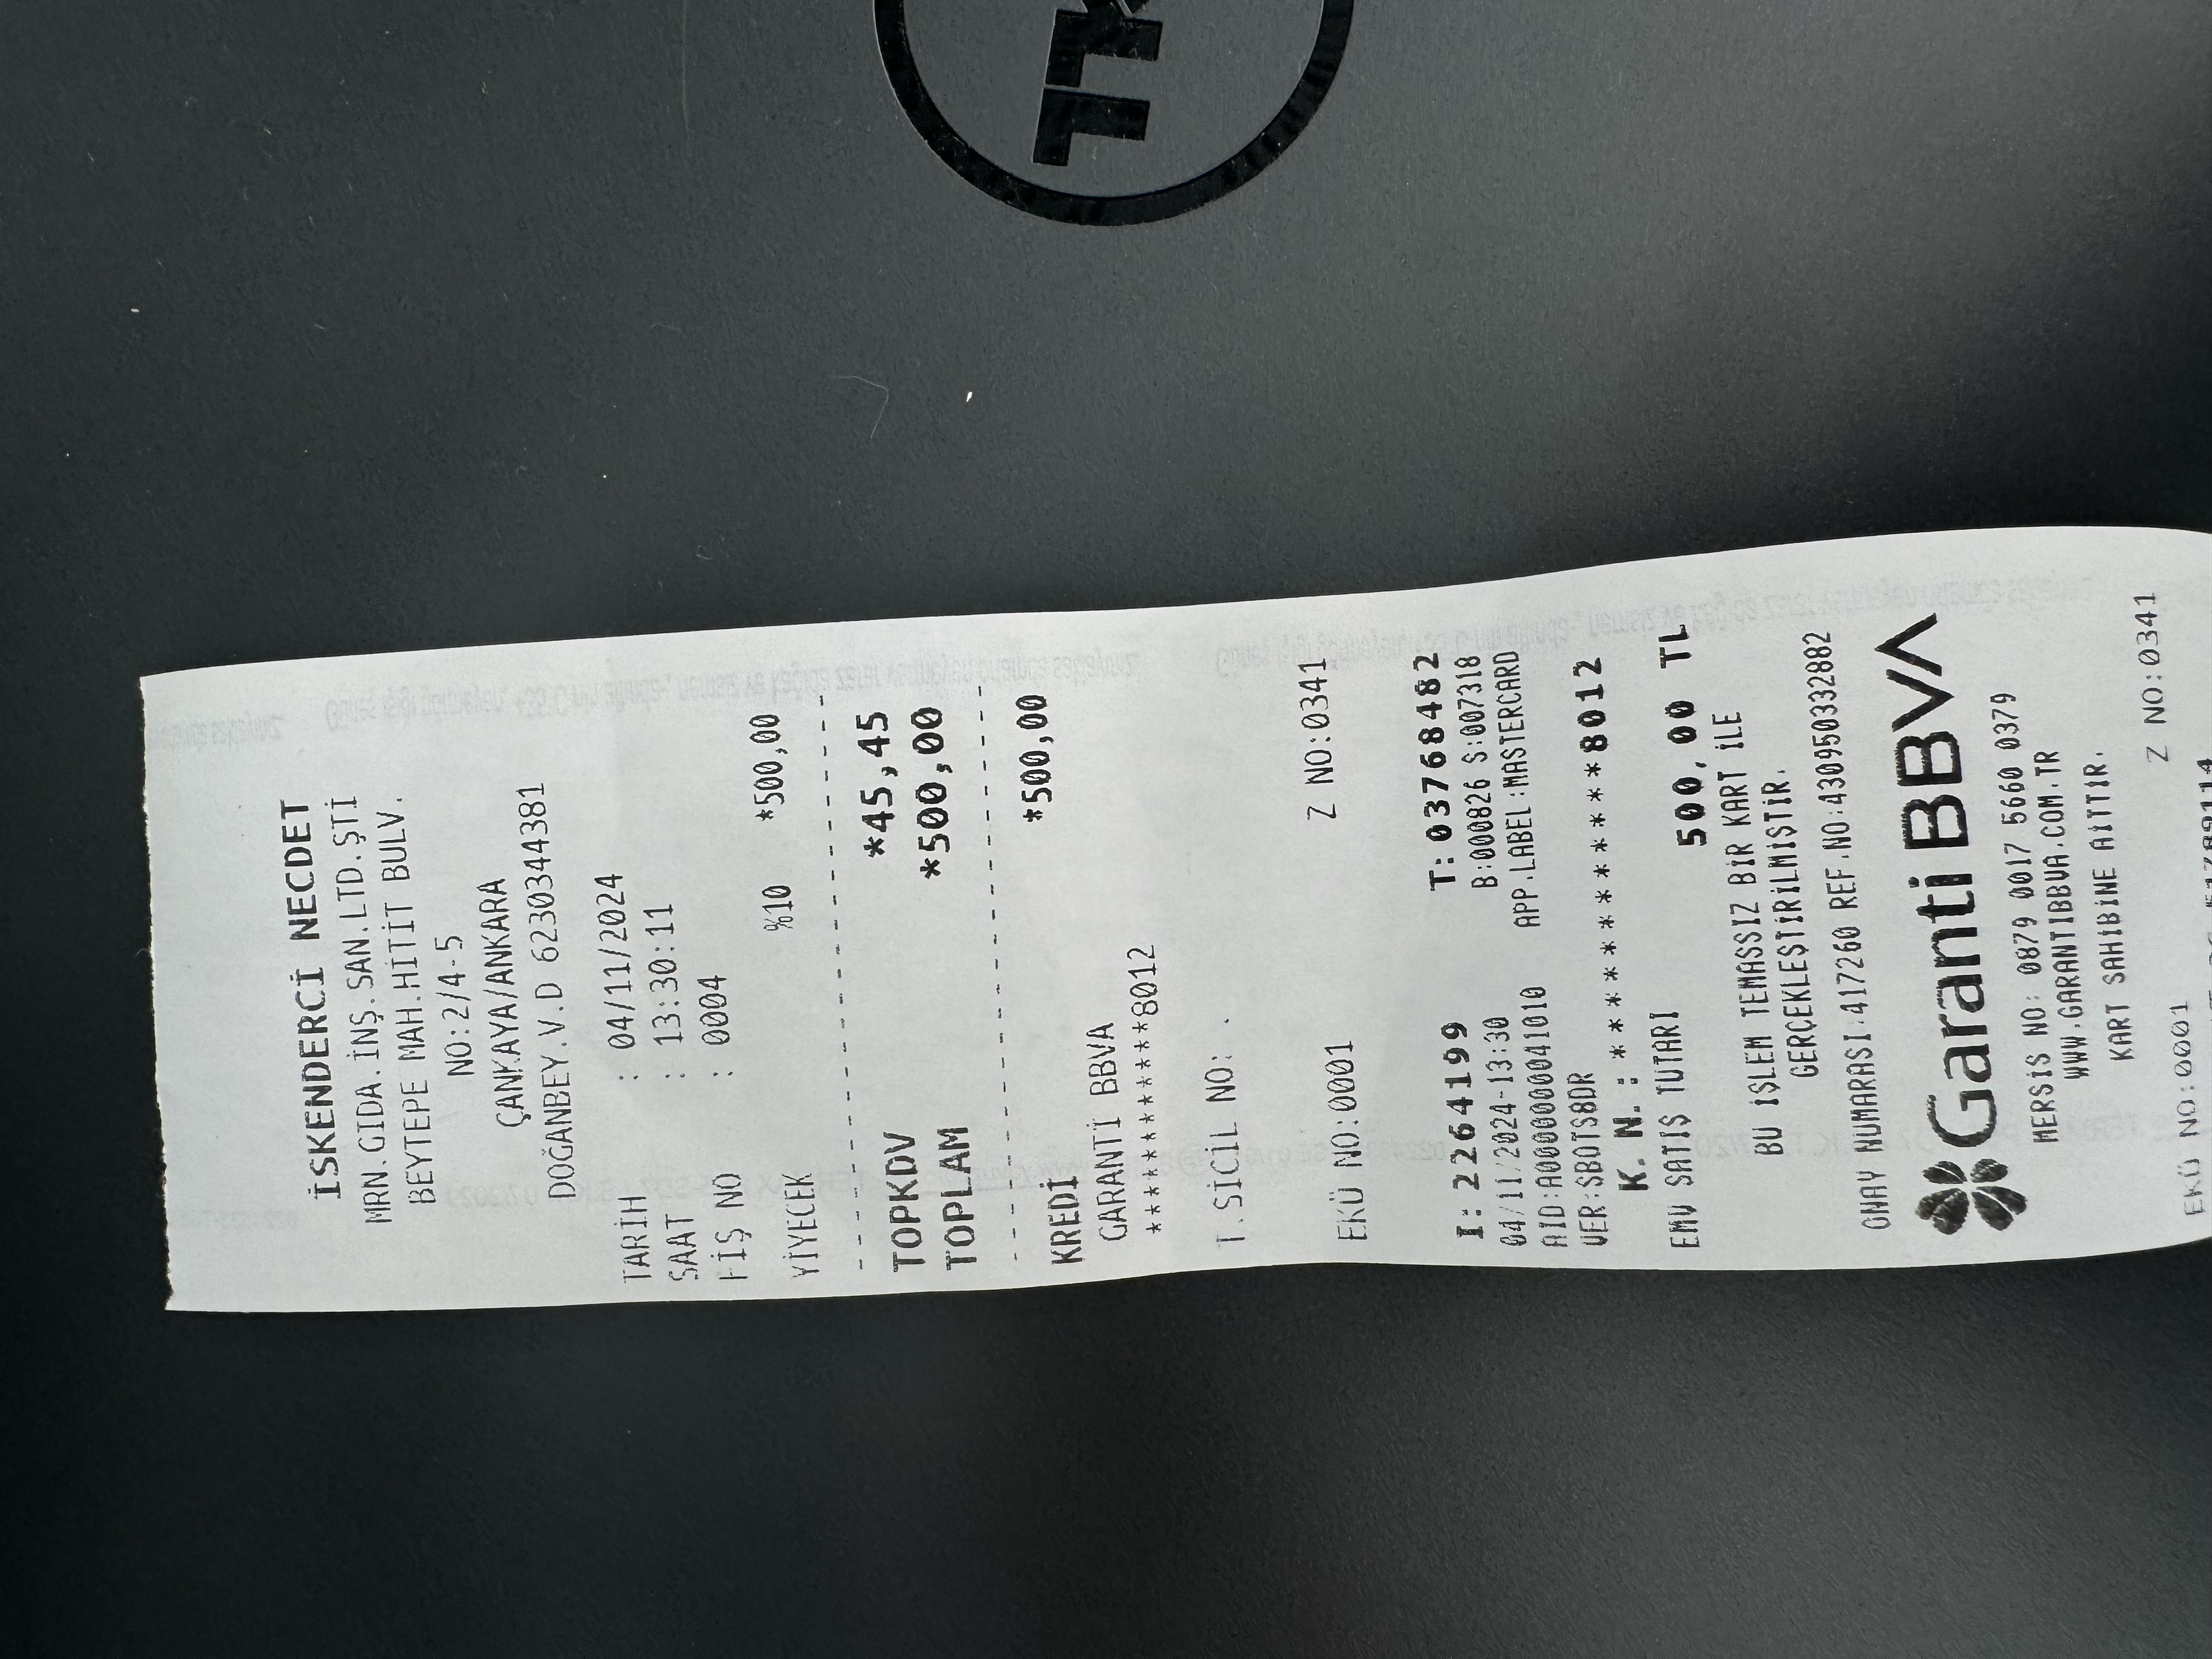 İSKENDERCİ NECDET
MRN.GIDA.İNŞ.SAN.LTD.ŞTİ
BEYTEPE MAH.HİTİT BULV.
NO:2/4-5
ÇANKAYA/ANKARA
DOĞANBEY.V.D 6230344381
TARİH : 04/11/2024
SAAT : 13:30:11
FİŞ NO : 0004
YİYECEK %10 *500,00
TOPKDV *45,45
TOPLAM *500,00
KREDİ *500,00
GARANTİ BBVA
************8012
T.SİCİL NO: .
EKÜ NO:0001 Z NO:0341
I: 2264199 T: 03768482
04/11/2024-13:30 B:000826 S:007318
AID:A0000000041010 APP.LABEL:MASTERCARD
VER:SBOTS8DR
K. N. : ************8012
EMV SATIŞ TUTARI
500,00 TL
BU İŞLEM TEMASSIZ BİR KART İLE
GERÇEKLEŞTİRİLMİŞTİR.
ONAY NUMARASI:417260 REF.NO:430950332882
Garanti BBVA
MERSİS NO: 0879 0017 5660 0379
WWW.GARANTIBBVA.COM.TR
KART SAHİBİNE AİTTİR.
EKÜ NO:0001 Z NO:0341